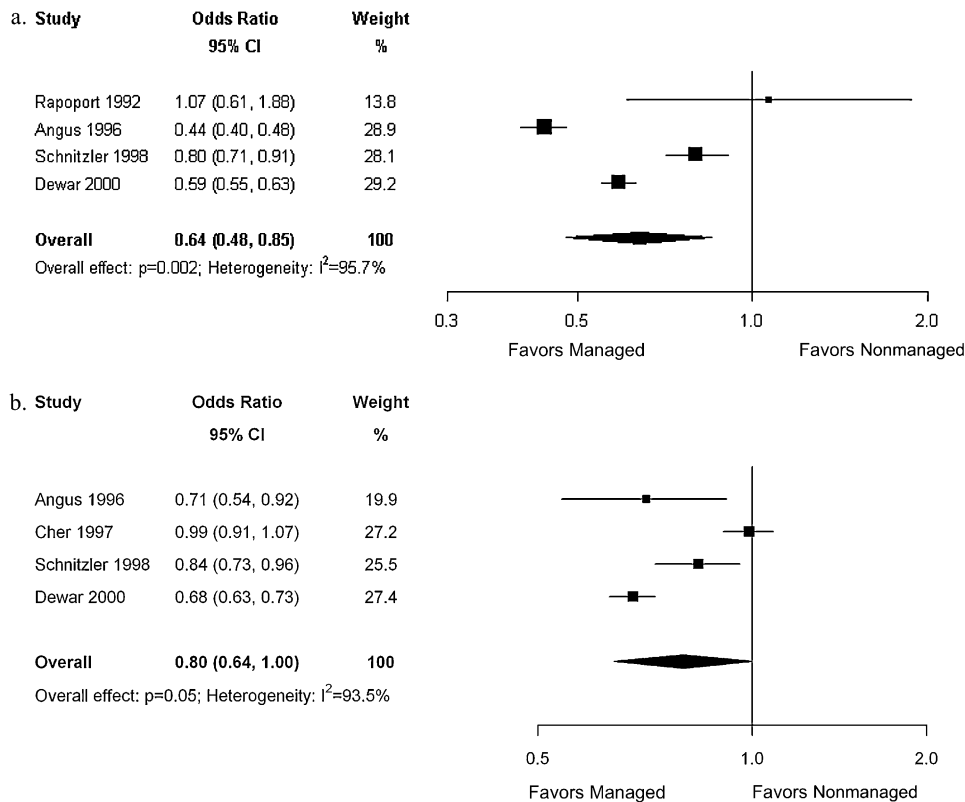 a. Study Odds Ratio Weight
95% CI %
Rapoport 1992 1.07 (0.61, 1.88) 13.8
Angus 1996 0.44 (0.40, 0.48) 28.9
Schnitzler 1998 0.80 (0.71, 0.91) 28.1
Dewar 2000 0.59 (0.55, 0.63) 29.2
Overall 0.64 (0.48, 0.85) 100
Overall effect: p=0.002; Heterogeneity: I²=95.7%
0.3 0.5 1.0 2.0
Favors Managed Favors Nonmanaged
b. Study Odds Ratio Weight
95% CI %
Angus 1996 0.71 (0.54, 0.92) 19.9
Cher 1997 0.99 (0.91, 1.07) 27.2
Schnitzler 1998 0.84 (0.73, 0.96) 25.5
Dewar 2000 0.68 (0.63, 0.73) 27.4
Overall 0.80 (0.64, 1.00) 100
Overall effect: p=0.05; Heterogeneity: I²=93.5%
0.5 1.0 2.0
Favors Managed Favors Nonmanaged